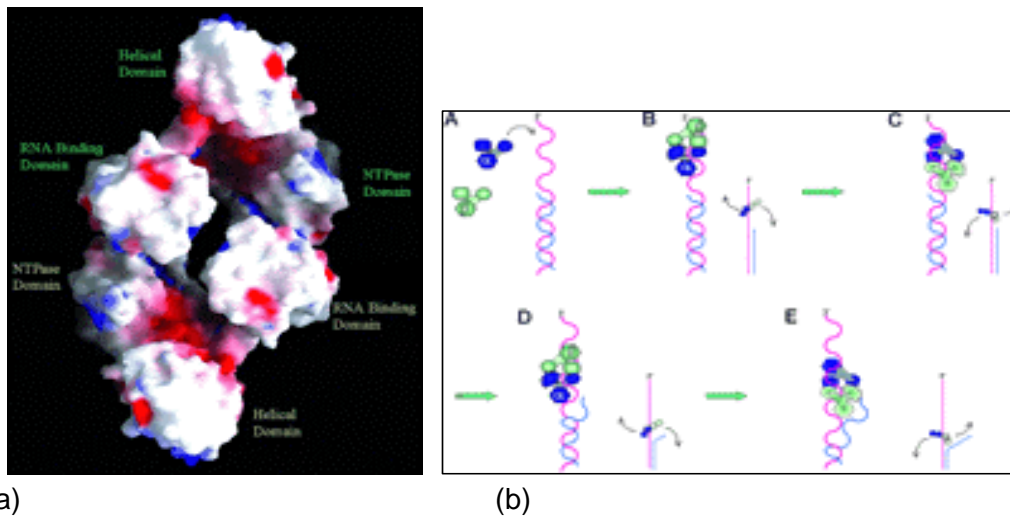 Helical
Domain
RNA Binding
Domain
NTPase
Domain
NTPase
Domain
RNA Binding
Domain
Helical
Domain
A
B
C
D
E
a)
(b)